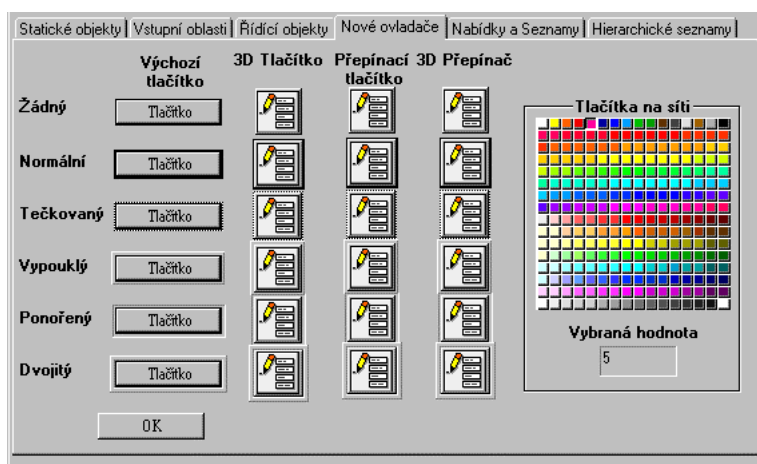 Statické objekty Vstupní oblasti Řídící objekty Nové ovladače Nabídky a Seznamy Hierarchické seznamy
Výchozí tlačítko
3D Tlačítko
Přepínací tlačítko
3D Přepínač
Žádný
Tlačítko
Normální
Tlačítko
Tečkovaný
Tlačítko
Vypouklý
Tlačítko
Ponořený
Tlačítko
Dvojitý
Tlačítko
OK
Tlačítka na síti
Vybraná hodnota
5